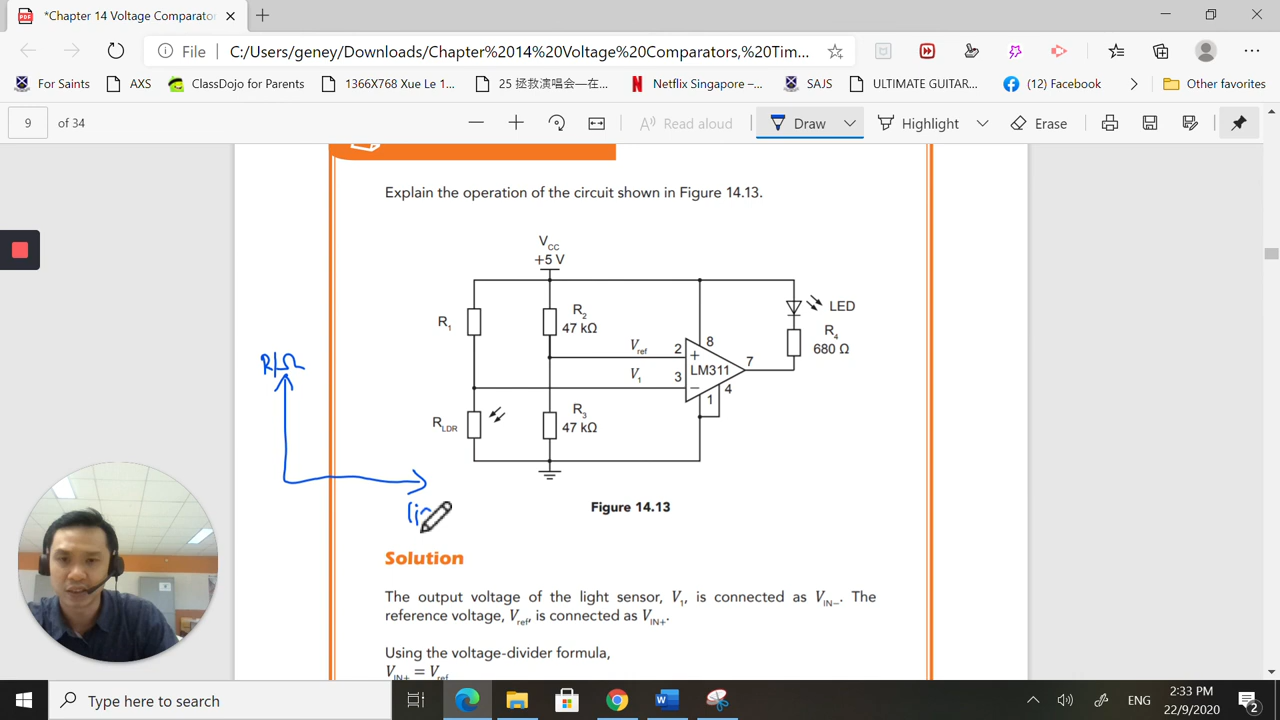 *Chapter 14 Voltage Comparator
File C:/Users/geney/Downloads/Chapter%2014%20Voltage%20Comparators,%20Tim...
For Saints AXS ClassDojo for Parents 1366X768 Xue Le 1... 25 拯救演唱会—在... Netflix Singapore –... SAJS ULTIMATE GUITAR... (12) Facebook Other favorites
9 of 34 Read aloud Draw Highlight Erase
Explain the operation of the circuit shown in Figure 14.13.
VCC
+5 V
R1
R2
47 kΩ
Vref
V1
2
3
+
−
8
LM311
7
1
4
LED
R4
680 Ω
RLDR
R3
47 kΩ
R/Ω
Figure 14.13
Solution
The output voltage of the light sensor, V1, is connected as VIN−. The
reference voltage, Vref, is connected as VIN+.
Using the voltage-divider formula,
VIN+ = Vref
Type here to search
ENG
2:33 PM
22/9/2020
2